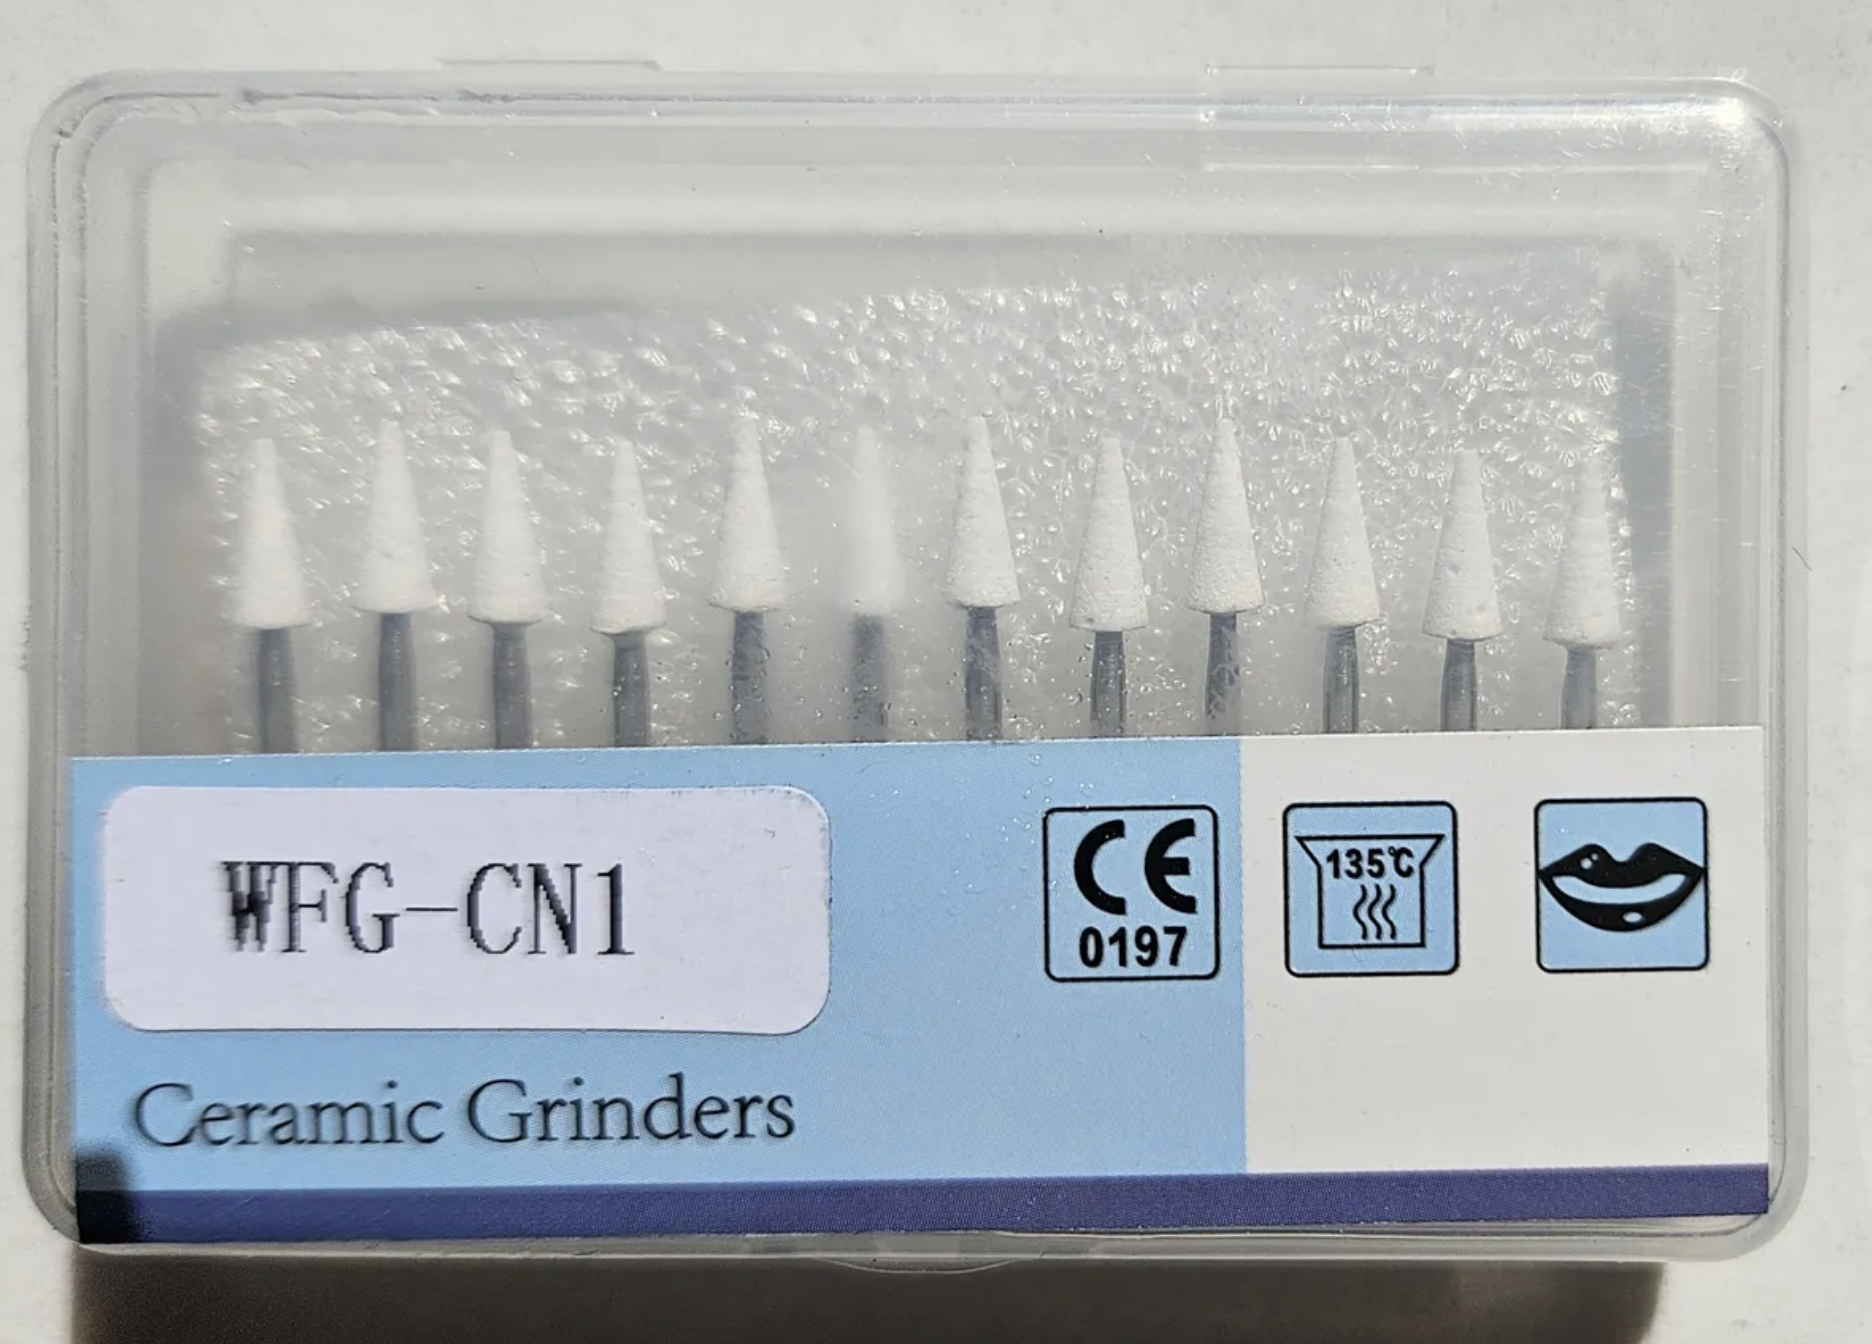 WFG-CN1
CE
0197
135℃
Ceramic Grinders